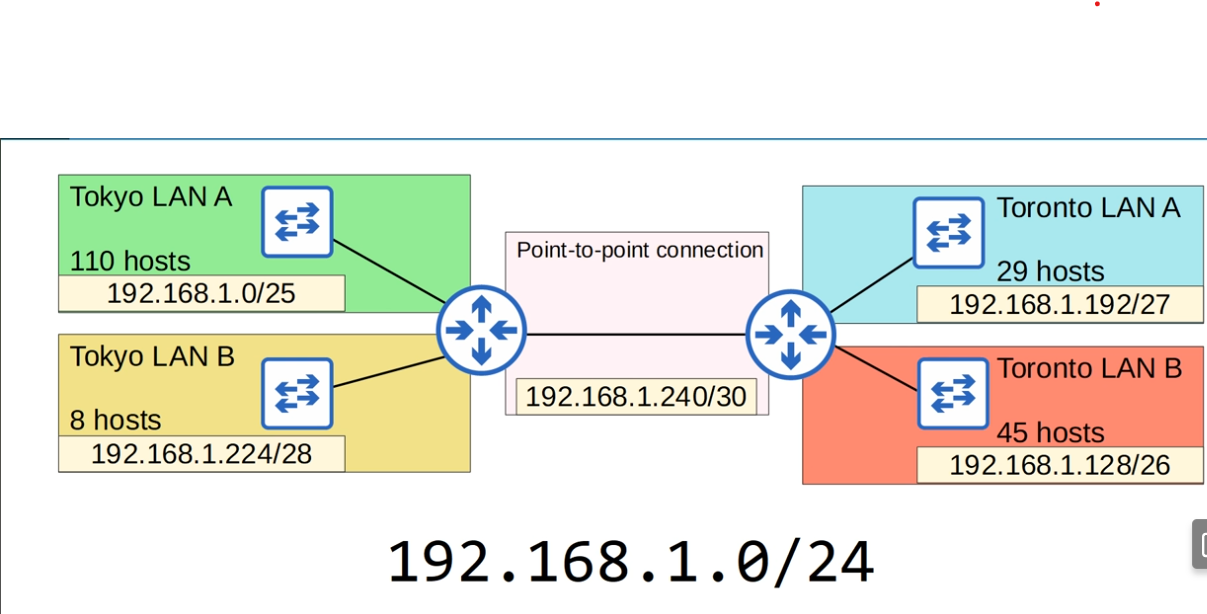 Tokyo LAN A
110 hosts
192.168.1.0/25
Tokyo LAN B
8 hosts
192.168.1.224/28
Point-to-point connection
192.168.1.240/30
Toronto LAN A
29 hosts
192.168.1.192/27
Toronto LAN B
45 hosts
192.168.1.128/26
192.168.1.0/24